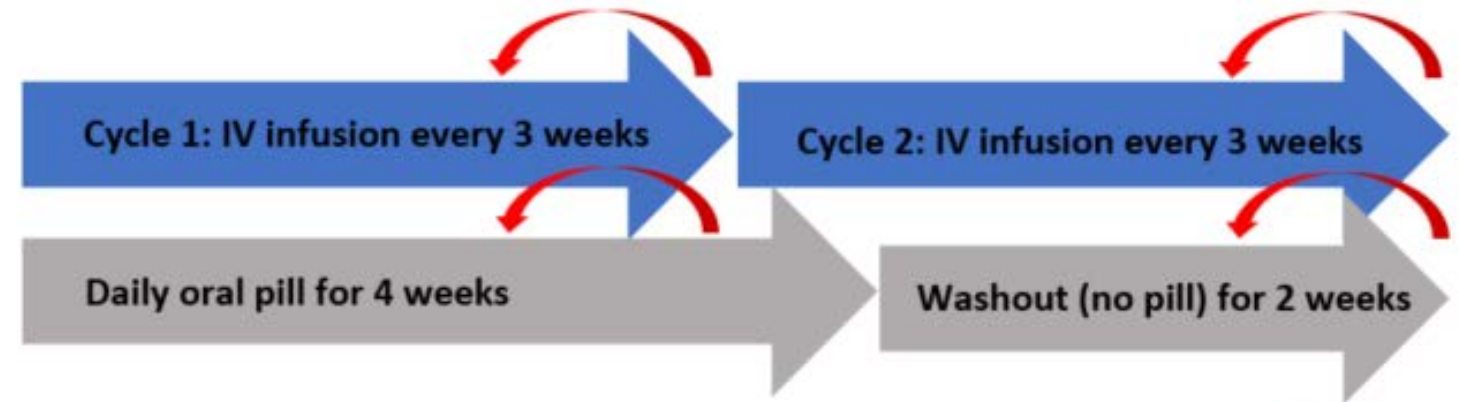 Cycle 1: IV infusion every 3 weeks
Cycle 2: IV infusion every 3 weeks
Daily oral pill for 4 weeks
Washout (no pill) for 2 weeks